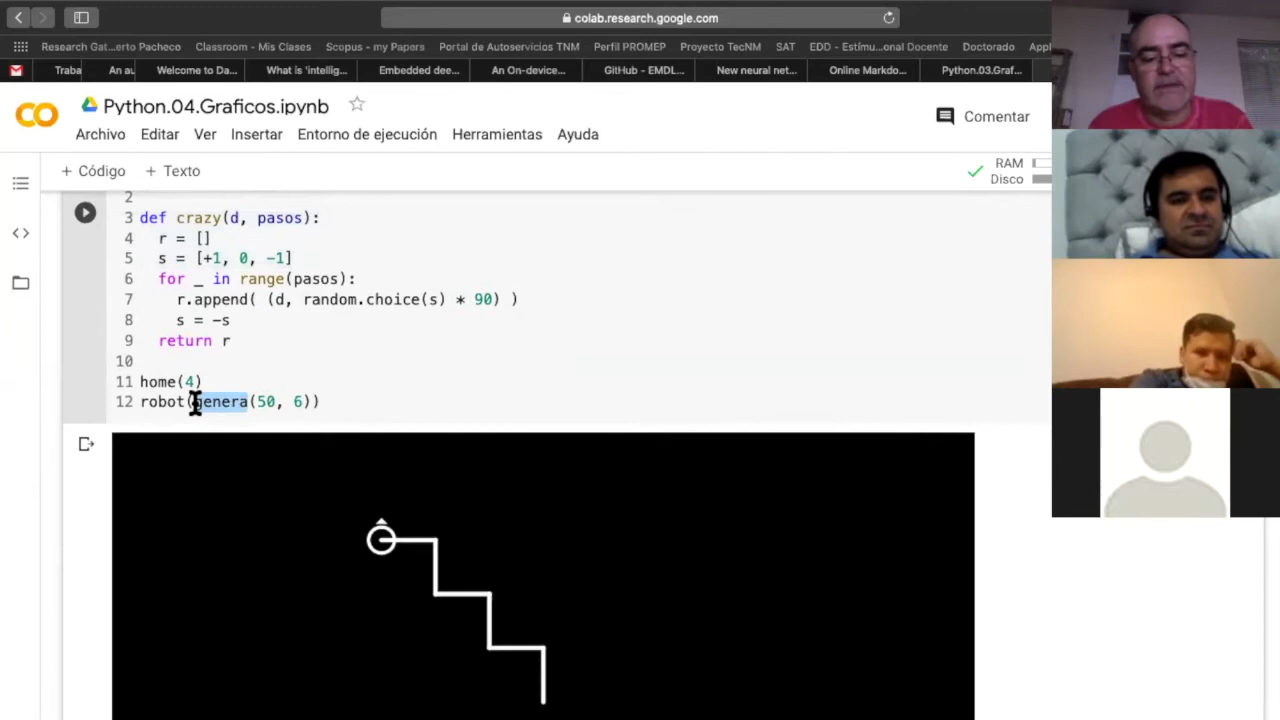 colab.research.google.com
Research Gat...erto Pacheco Classroom - Mis Clases Scopus - my Papers Portal de Autoservicios TNM Perfil PROMEP Proyecto TecNM SAT EDD - Estímu...onal Docente Doctorado Appl
Traba An au Welcome to Da... What is 'intellig... Embedded dee... An On-device... GitHub - EMDL... New neural net... Online Markdo... Python.03.Graf...
CO Python.04.Graficos.ipynb
Comentar
Archivo Editar Ver Insertar Entorno de ejecución Herramientas Ayuda
+ Código + Texto
RAM
Disco
2
3 def crazy(d, pasos):
4 r = []
5 s = [+1, 0, -1]
6 for _ in range(pasos):
7 r.append( (d, random.choice(s) * 90) )
8 s = -s
9 return r
10
11 home(4)
12 robot(genera(50, 6))